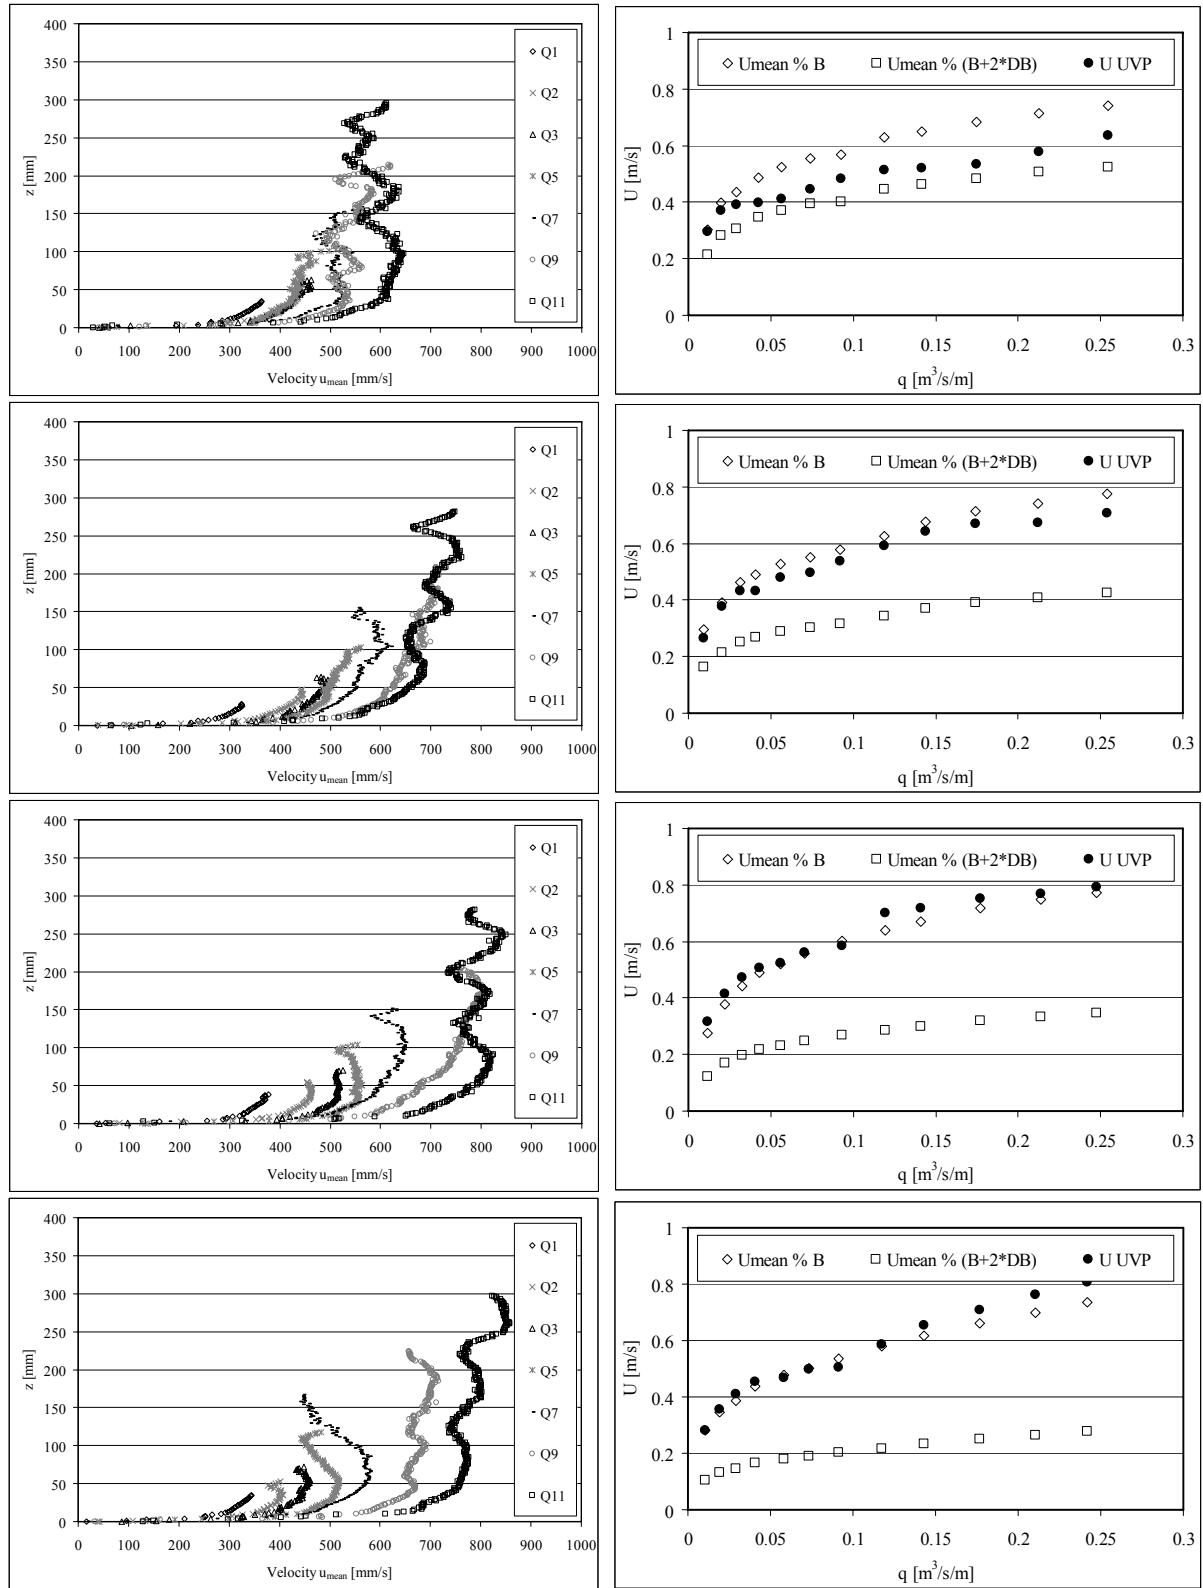 400
350
300
250
200
150
100
50
0
z [mm]
0 100 200 300 400 500 600 700 800 900 1000
Velocity u_mean [mm/s]
Q1
Q2
Q3
Q5
Q7
Q9
Q11
1
0.8
0.6
0.4
0.2
0
U [m/s]
Umean % B Umean % (B+2*DB) U UVP
0 0.05 0.1 0.15 0.2 0.25 0.3
q [m³/s/m]
400
350
300
250
200
150
100
50
0
z [mm]
0 100 200 300 400 500 600 700 800 900 1000
Velocity u_mean [mm/s]
Q1
Q2
Q3
Q5
Q7
Q9
Q11
1
0.8
0.6
0.4
0.2
0
U [m/s]
Umean % B Umean % (B+2*DB) U UVP
0 0.05 0.1 0.15 0.2 0.25 0.3
q [m³/s/m]
400
350
300
250
200
150
100
50
0
z [mm]
0 100 200 300 400 500 600 700 800 900 1000
Velocity u_mean [mm/s]
Q1
Q2
Q3
Q5
Q7
Q9
Q11
1
0.8
0.6
0.4
0.2
0
U [m/s]
Umean % B Umean % (B+2*DB) U UVP
0 0.05 0.1 0.15 0.2 0.25 0.3
q [m³/s/m]
400
350
300
250
200
150
100
50
0
z [mm]
0 100 200 300 400 500 600 700 800 900 1000
Velocity u_mean [mm/s]
Q1
Q2
Q3
Q5
Q7
Q9
Q11
1
0.8
0.6
0.4
0.2
0
U [m/s]
Umean % B Umean % (B+2*DB) U UVP
0 0.05 0.1 0.15 0.2 0.25 0.3
q [m³/s/m]